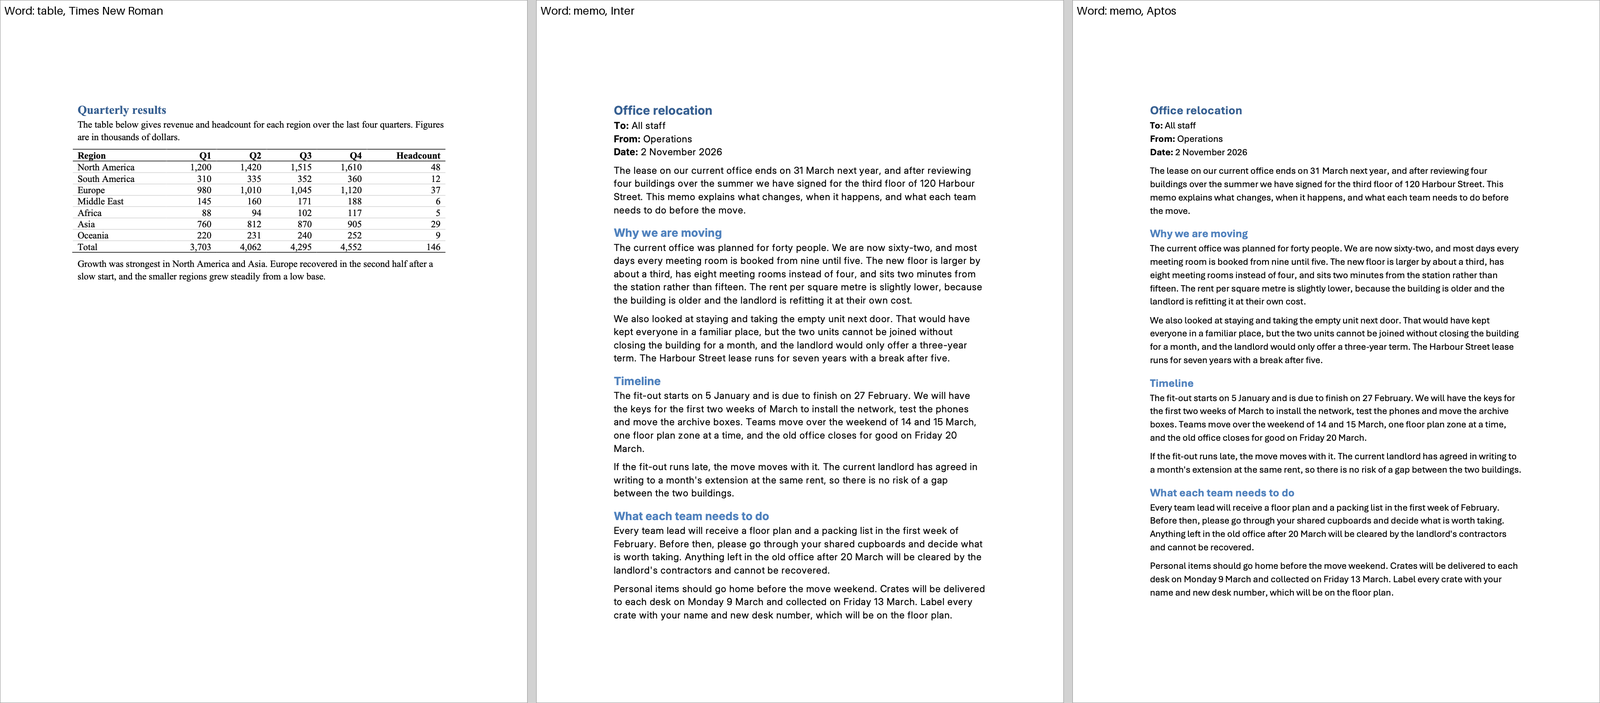 Word: table, Times New Roman
Quarterly results
The table below gives revenue and headcount for each region over the last four quarters. Figures
are in thousands of dollars.
Region Q1 Q2 Q3 Q4 Headcount
North America 1,200 1,420 1,515 1,610 48
South America 310 335 352 360 12
Europe 980 1,010 1,045 1,120 37
Middle East 145 160 171 188 6
Africa 88 94 102 117 5
Asia 760 812 870 905 29
Oceania 220 231 240 252 9
Total 3,703 4,062 4,295 4,552 146
Growth was strongest in North America and Asia. Europe recovered in the second half after a
slow start, and the smaller regions grew steadily from a low base.
Word: memo, Inter
Office relocation
To: All staff
From: Operations
Date: 2 November 2026
The lease on our current office ends on 31 March next year, and after reviewing
four buildings over the summer we have signed for the third floor of 120 Harbour
Street. This memo explains what changes, when it happens, and what each team
needs to do before the move.
Why we are moving
The current office was planned for forty people. We are now sixty-two, and most
days every meeting room is booked from nine until five. The new floor is larger by
about a third, has eight meeting rooms instead of four, and sits two minutes from
the station rather than fifteen. The rent per square metre is slightly lower, because
the building is older and the landlord is refitting it at their own cost.
We also looked at staying and taking the empty unit next door. That would have
kept everyone in a familiar place, but the two units cannot be joined without
closing the building for a month, and the landlord would only offer a three-year
term. The Harbour Street lease runs for seven years with a break after five.
Timeline
The fit-out starts on 5 January and is due to finish on 27 February. We will have
the keys for the first two weeks of March to install the network, test the phones
and move the archive boxes. Teams move over the weekend of 14 and 15 March,
one floor plan zone at a time, and the old office closes for good on Friday 20
March.
If the fit-out runs late, the move moves with it. The current landlord has agreed in
writing to a month's extension at the same rent, so there is no risk of a gap
between the two buildings.
What each team needs to do
Every team lead will receive a floor plan and a packing list in the first week of
February. Before then, please go through your shared cupboards and decide what
is worth taking. Anything left in the old office after 20 March will be cleared by the
landlord's contractors and cannot be recovered.
Personal items should go home before the move weekend. Crates will be delivered
to each desk on Monday 9 March and collected on Friday 13 March. Label every
crate with your name and new desk number, which will be on the floor plan.
Word: memo, Aptos
Office relocation
To: All staff
From: Operations
Date: 2 November 2026
The lease on our current office ends on 31 March next year, and after reviewing four
buildings over the summer we have signed for the third floor of 120 Harbour Street. This
memo explains what changes, when it happens, and what each team needs to do before
the move.
Why we are moving
The current office was planned for forty people. We are now sixty-two, and most days every
meeting room is booked from nine until five. The new floor is larger by about a third, has
eight meeting rooms instead of four, and sits two minutes from the station rather than
fifteen. The rent per square metre is slightly lower, because the building is older and the
landlord is refitting it at their own cost.
We also looked at staying and taking the empty unit next door. That would have kept
everyone in a familiar place, but the two units cannot be joined without closing the building
for a month, and the landlord would only offer a three-year term. The Harbour Street lease
runs for seven years with a break after five.
Timeline
The fit-out starts on 5 January and is due to finish on 27 February. We will have the keys for
the first two weeks of March to install the network, test the phones and move the archive
boxes. Teams move over the weekend of 14 and 15 March, one floor plan zone at a time,
and the old office closes for good on Friday 20 March.
If the fit-out runs late, the move moves with it. The current landlord has agreed in writing to
a month's extension at the same rent, so there is no risk of a gap between the two buildings.
What each team needs to do
Every team lead will receive a floor plan and a packing list in the first week of February.
Before then, please go through your shared cupboards and decide what is worth taking.
Anything left in the old office after 20 March will be cleared by the landlord's contractors
and cannot be recovered.
Personal items should go home before the move weekend. Crates will be delivered to each
desk on Monday 9 March and collected on Friday 13 March. Label every crate with your
name and new desk number, which will be on the floor plan.